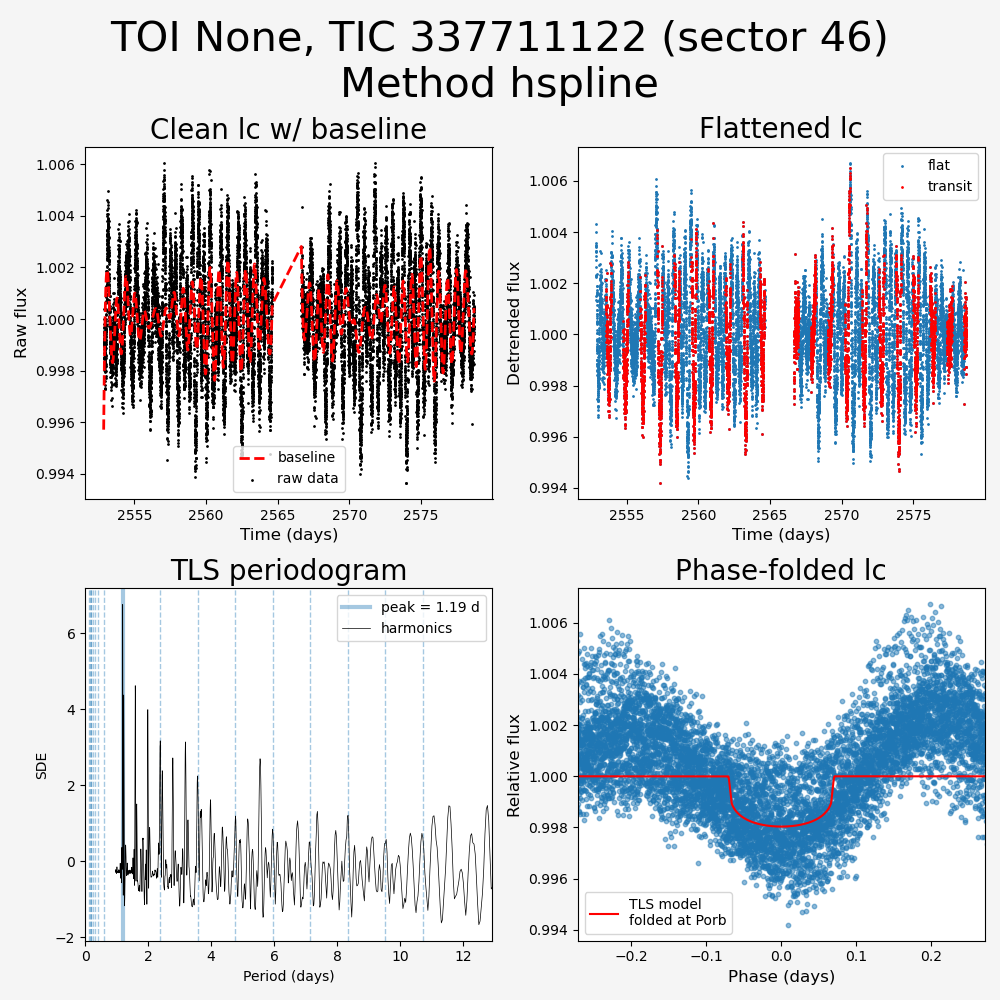 TOI None, TIC 337711122 (sector 46)
Method hspline
Clean lc w/ baseline
Raw flux
1.006
1.004
1.002
1.000
0.998
0.996
0.994
baseline
raw data
2555 2560 2565 2570 2575
Time (days)
Flattened lc
Detrended flux
1.006
1.004
1.002
1.000
0.998
0.996
0.994
flat
transit
2555 2560 2565 2570 2575
Time (days)
TLS periodogram
SDE
6
4
2
0
−2
peak = 1.19 d
harmonics
0 2 4 6 8 10 12
Period (days)
Phase-folded lc
Relative flux
1.006
1.004
1.002
1.000
0.998
0.996
0.994
TLS model
folded at Porb
−0.2 −0.1 0.0 0.1 0.2
Phase (days)